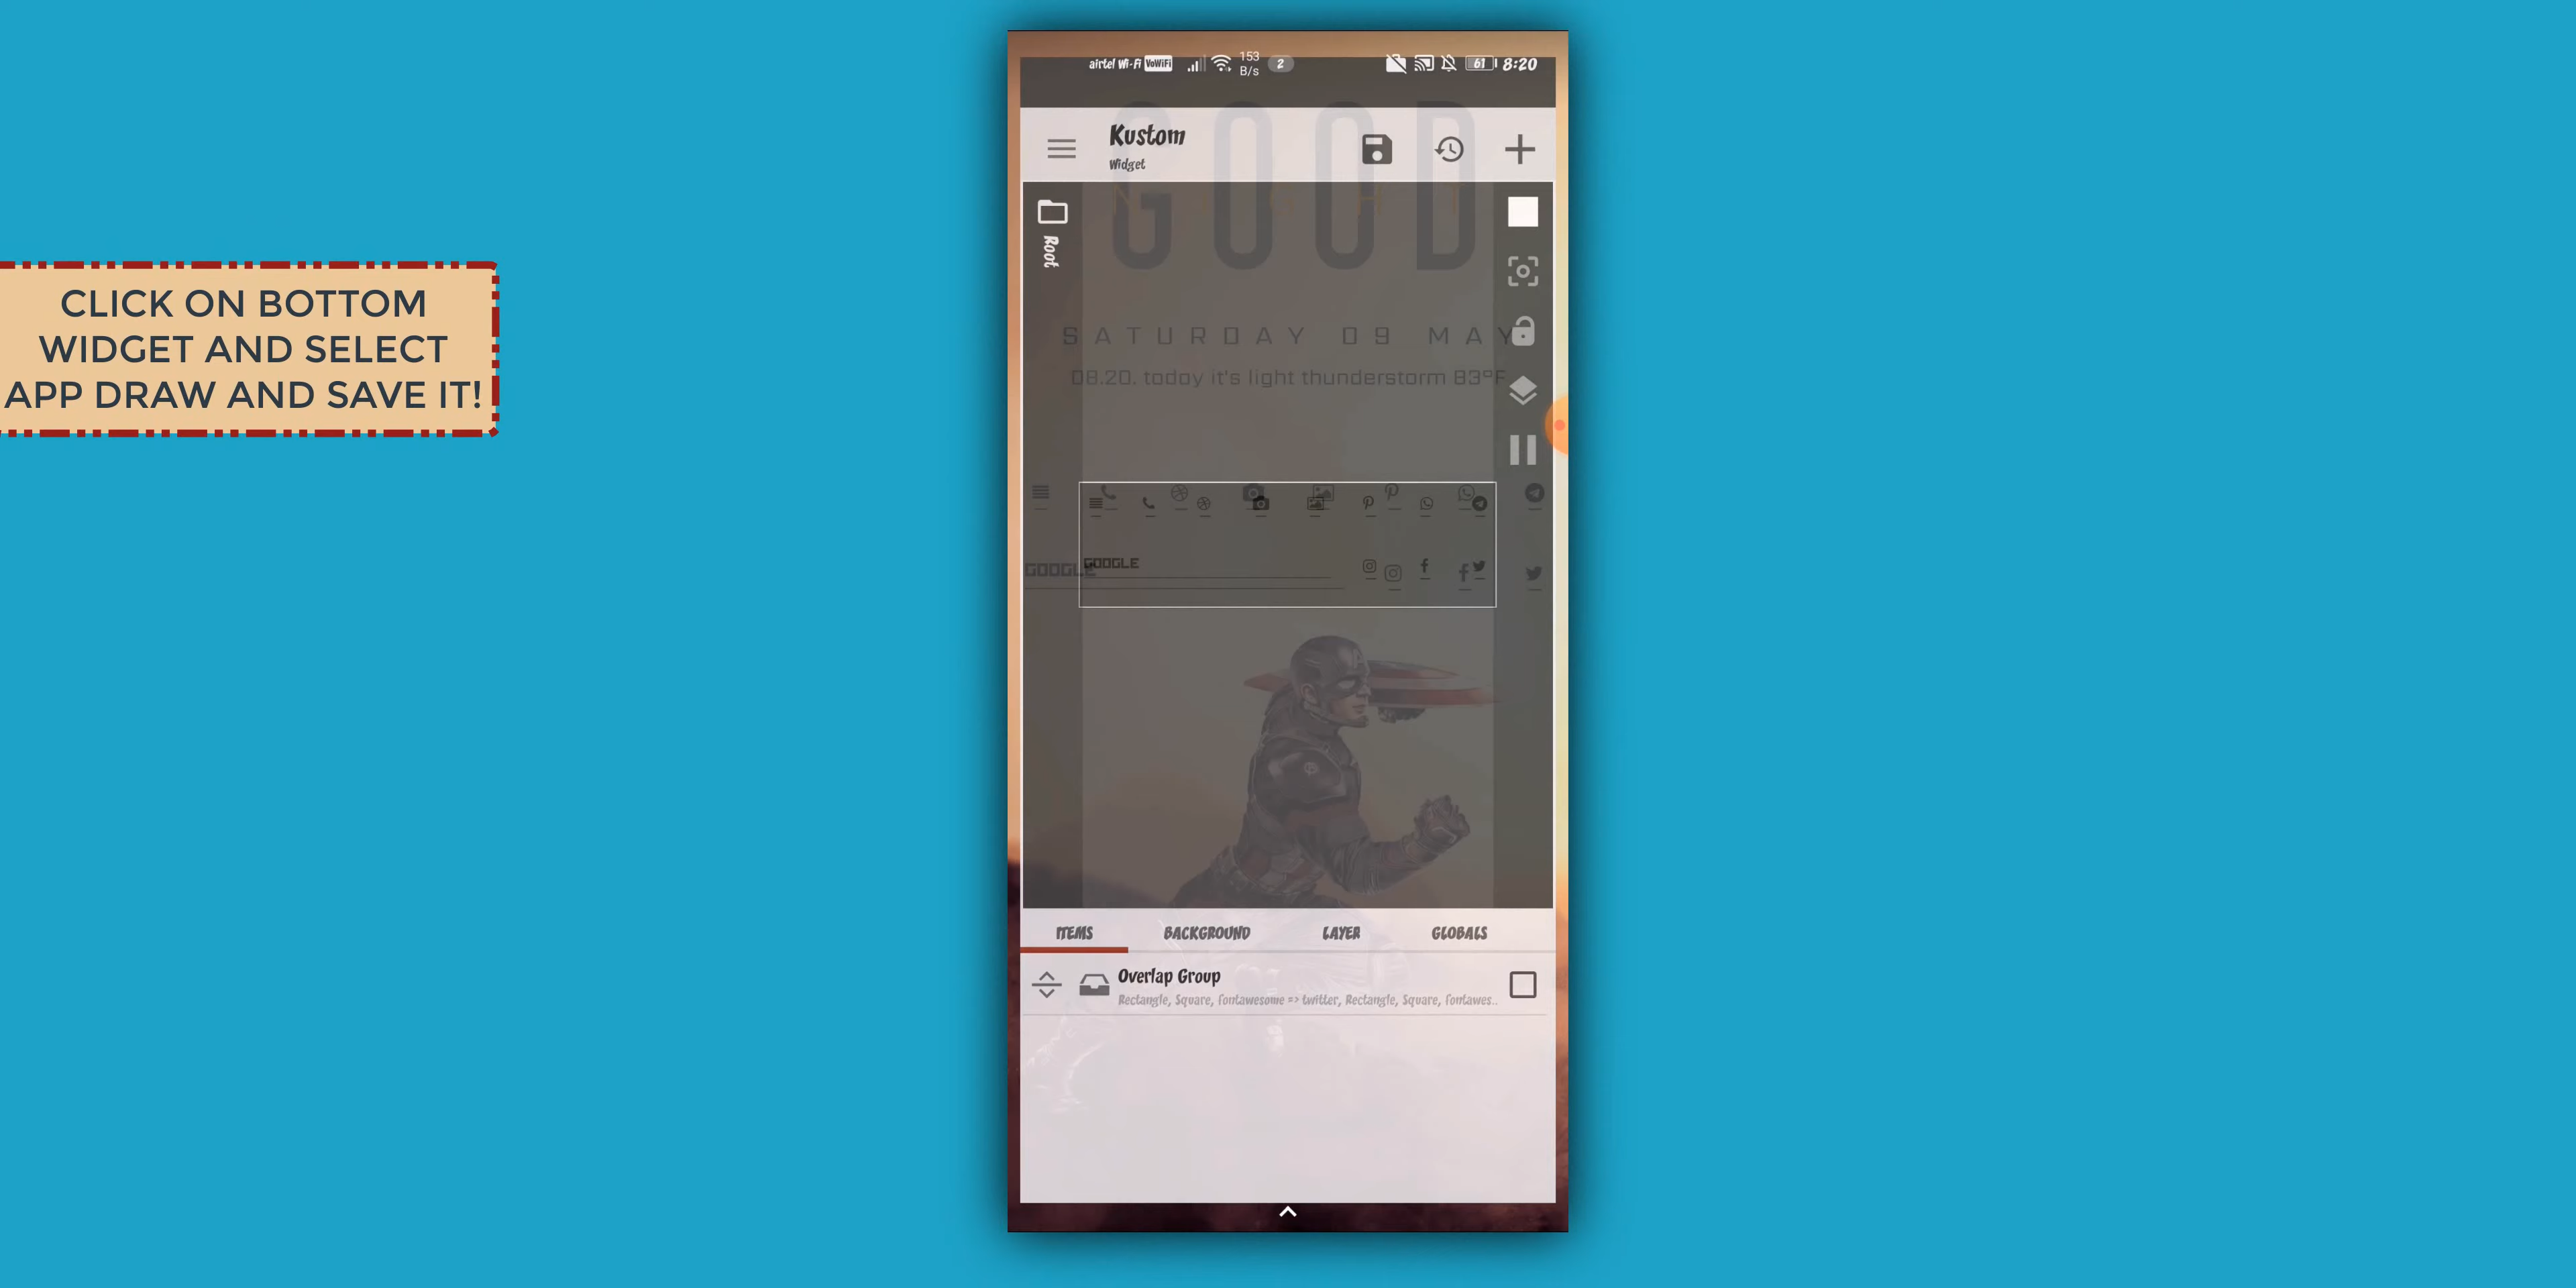 CLICK ON BOTTOM
WIDGET AND SELECT
APP DRAW AND SAVE IT!
airtel Wi-Fi VoWiFi 153 B/s 2 61 8:20
Kustom
Widget
GOOD
NIGHT
Root
SATURDAY 09 MAY
08.20. today it's light thunderstorm 83°F
GOOGLE GOOGLE
ITEMS BACKGROUND LAYER GLOBALS
Overlap Group
Rectangle, Square, fontawesome => twitter, Rectangle, Square, fontawes..